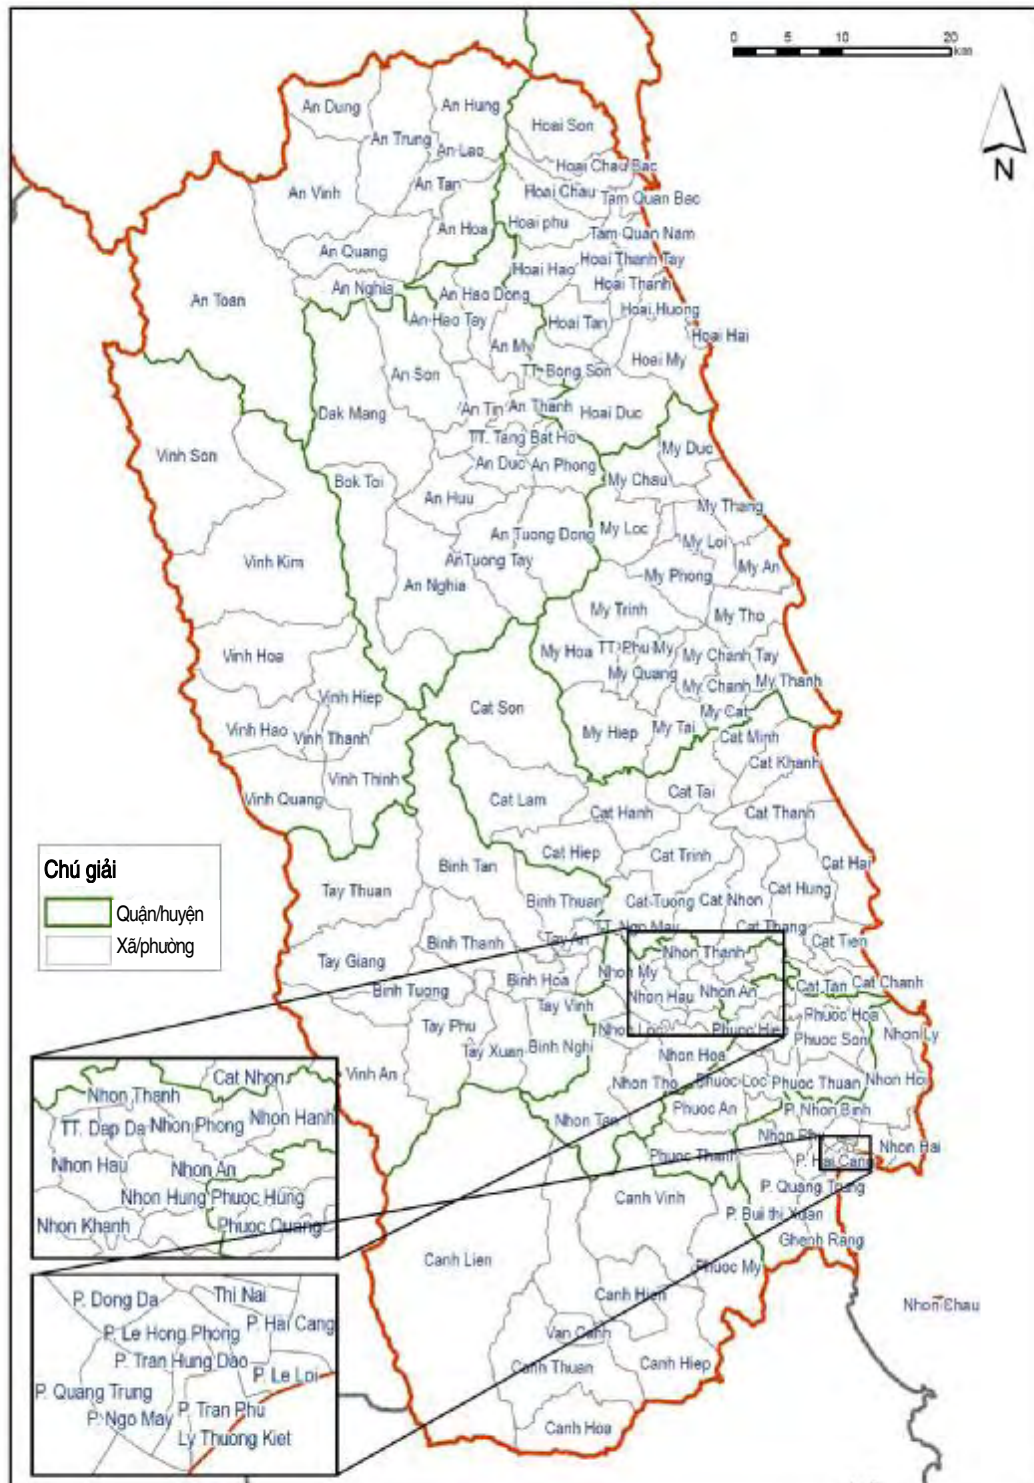 0 5 10 20
km
N
An Dung
An Hung
Hoai Son
An Trung
An Lao
Hoai Chau Bac
An Tan
An Vinh
Hoai Chau
Tam Quan Bac
Hoai phu
An Hoa
Tam Quan Nam
An Quang
Hoai Thanh Tay
Hoai Hao
An Nghia
Hoai Thanh
An Hao Dong
An Toan
Hoai Huong
An Hao Tay
Hoai Tan
Hoai Hai
An My
Hoai My
TT. Bong Son
An Son
An Tin
An Thanh
Dak Mang
Hoai Duc
TT. Tang Bat Ho
My Duc
Vinh Son
An Duc
An Phong
Bok Toi
My Chau
An Huu
My Thang
An Tuong Dong
My Loc
My Loi
Vinh Kim
AnTuong Tay
My An
My Phong
An Nghia
My Trinh
My Tho
Vinh Hoa
My Hoa
TT. Phu My
My Chanh Tay
My Quang
My Chanh
My Thanh
Vinh Hiep
Cat Son
My Cat
Vinh Hao
Vinh Thanh
My Hiep
My Tai
Cat Minh
Cat Khanh
Vinh Thinh
Cat Tai
Vinh Quang
Cat Lam
Cat Hanh
Cat Thanh
Chú giải
Quận/huyện
Xã/phường
Binh Tan
Cat Hiep
Cat Trinh
Cat Hai
Tay Thuan
Cat Hung
Binh Thuan
Cat Tuong
Cat Nhon
TT. Ngo May
Cat Thang
Tay An
Cat Tien
Binh Thanh
Nhon Thanh
Tay Giang
Nhon My
Binh Hoa
Cat Tan
Cat Chanh
Binh Tuong
Nhon Hau
Nhon An
Tay Vinh
Phuoc Hoa
Tay Phu
Nhon Loc
Phuoc Hiep
Phuoc Son
Nhon Ly
Tay Xuan
Binh Nghi
Nhon Hoa
Vinh An
Nhon Tho
Phuoc Loc
Phuoc Thuan
Nhon Hoi
Phuoc An
P. Nhon Binh
Nhon Tan
Nhon Phu
Nhon Hai
Phuoc Thanh
P. Hai Cang
P. Quang Trung
Canh Vinh
P. Bui thi Xuan
Ghenh Rang
Canh Lien
Phuoc My
Canh Hien
Nhon Chau
Van Canh
Canh Thuan
Canh Hiep
Canh Hoa
Cat Nhon
Nhon Thanh
TT. Dap Da
Nhon Phong
Nhon Hanh
Nhon Hau
Nhon An
Nhon Hung
Phuoc Hung
Nhon Khanh
Phuoc Quang
P. Dong Da
Thi Nai
P. Hai Cang
P. Le Hong Phong
P. Tran Hung Dao
P. Le Loi
P. Quang Trung
P. Ngo May
P. Tran Phu
Ly Thuong Kiet